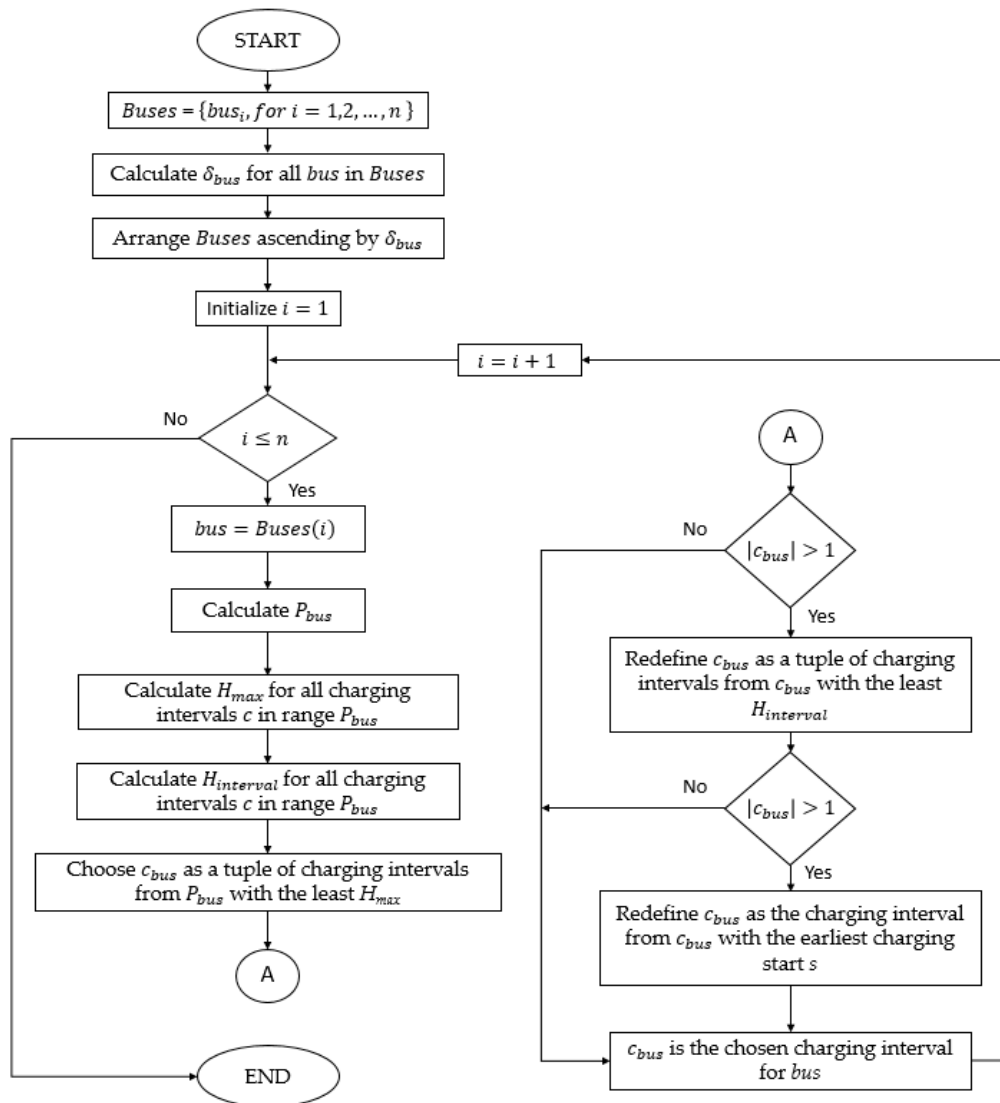 START
Buses = {bus_i, for i = 1,2, ..., n }
Calculate δ_bus for all bus in Buses
Arrange Buses ascending by δ_bus
Initialize i = 1
i = i + 1
No
i ≤ n
Yes
bus = Buses(i)
Calculate P_bus
Calculate H_max for all charging
intervals c in range P_bus
Calculate H_interval for all charging
intervals c in range P_bus
Choose c_bus as a tuple of charging intervals
from P_bus with the least H_max
A
END
A
No
|c_bus| > 1
Yes
Redefine c_bus as a tuple of charging
intervals from c_bus with the least
H_interval
No
|c_bus| > 1
Yes
Redefine c_bus as the charging interval
from c_bus with the earliest charging
start s
c_bus is the chosen charging interval
for bus